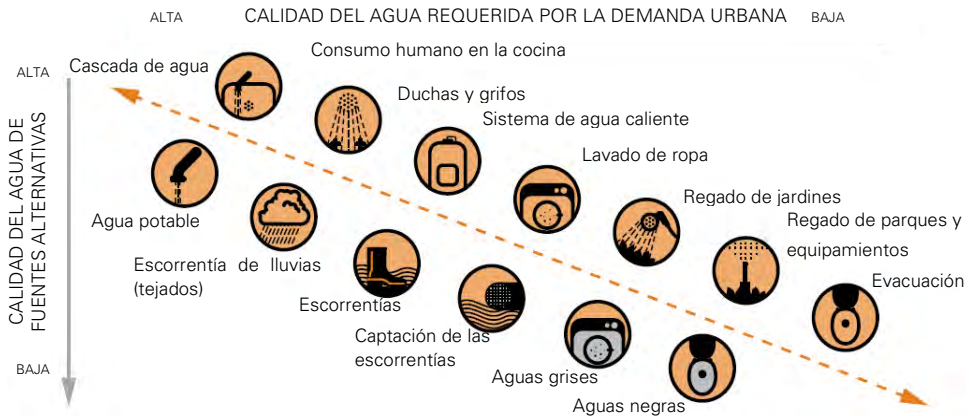 CALIDAD DEL AGUA REQUERIDA POR LA DEMANDA URBANA
ALTA
BAJA
ALTA
CALIDAD DEL AGUA DE
FUENTES ALTERNATIVAS
BAJA
Cascada de agua
Consumo humano en la cocina
Duchas y grifos
Sistema de agua caliente
Lavado de ropa
Regado de jardines
Regado de parques y
equipamientos
Evacuación
Agua potable
Escorrentía de lluvias
(tejados)
Escorrentías
Captación de las
escorrentías
Aguas grises
Aguas negras